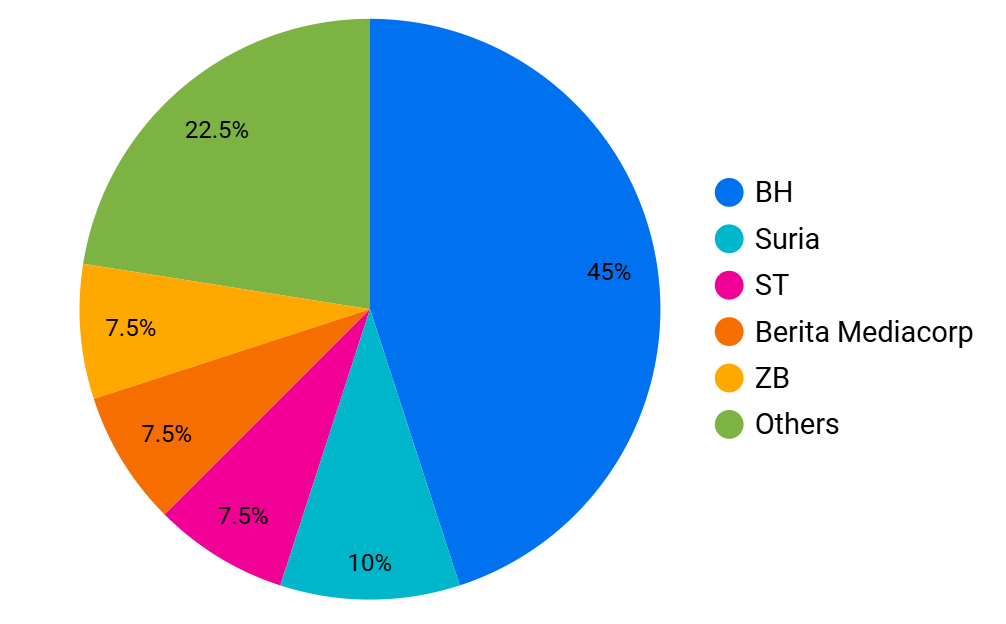 22.5%
45%
7.5%
7.5%
7.5%
10%
BH
Suria
ST
Berita Mediacorp
ZB
Others